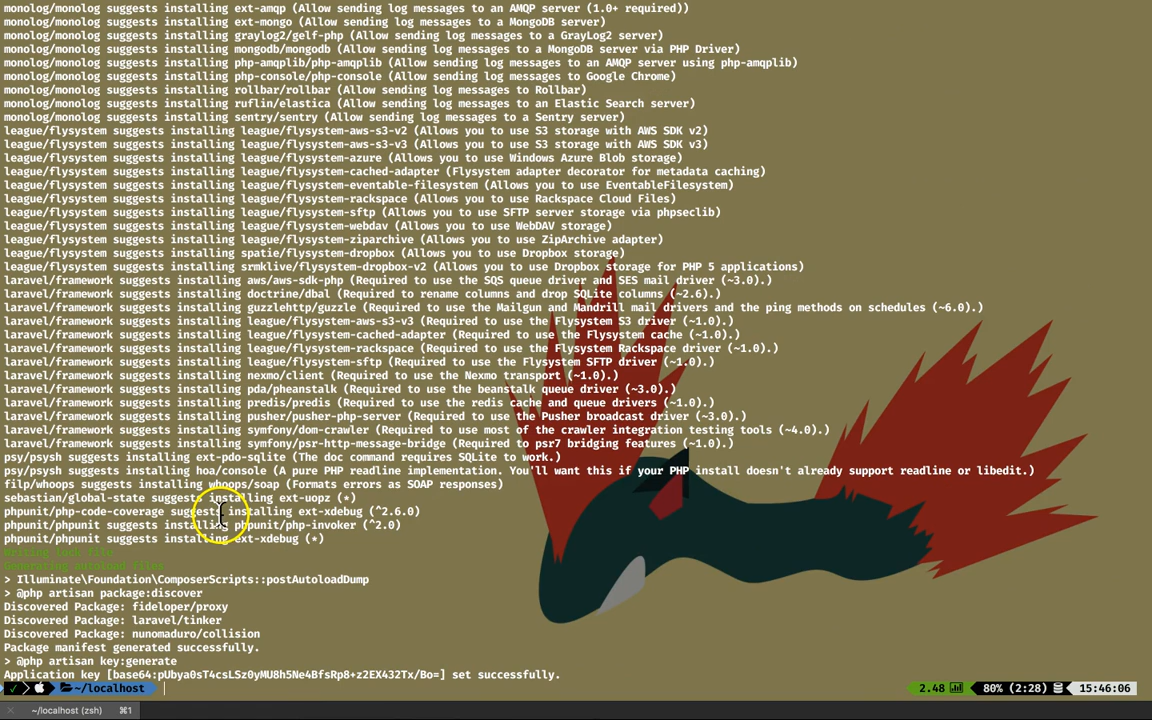 monolog/monolog suggests installing ext-amqp (Allow sending log messages to an AMQP server (1.0+ required))
monolog/monolog suggests installing ext-mongo (Allow sending log messages to a MongoDB server)
monolog/monolog suggests installing graylog2/gelf-php (Allow sending log messages to a GrayLog2 server)
monolog/monolog suggests installing mongodb/mongodb (Allow sending log messages to a MongoDB server via PHP Driver)
monolog/monolog suggests installing php-amqplib/php-amqplib (Allow sending log messages to an AMQP server using php-amqplib)
monolog/monolog suggests installing php-console/php-console (Allow sending log messages to Google Chrome)
monolog/monolog suggests installing rollbar/rollbar (Allow sending log messages to Rollbar)
monolog/monolog suggests installing ruflin/elastica (Allow sending log messages to an Elastic Search server)
monolog/monolog suggests installing sentry/sentry (Allow sending log messages to a Sentry server)
league/flysystem suggests installing league/flysystem-aws-s3-v2 (Allows you to use S3 storage with AWS SDK v2)
league/flysystem suggests installing league/flysystem-aws-s3-v3 (Allows you to use S3 storage with AWS SDK v3)
league/flysystem suggests installing league/flysystem-azure (Allows you to use Windows Azure Blob storage)
league/flysystem suggests installing league/flysystem-cached-adapter (Flysystem adapter decorator for metadata caching)
league/flysystem suggests installing league/flysystem-eventable-filesystem (Allows you to use EventableFilesystem)
league/flysystem suggests installing league/flysystem-rackspace (Allows you to use Rackspace Cloud Files)
league/flysystem suggests installing league/flysystem-sftp (Allows you to use SFTP server storage via phpseclib)
league/flysystem suggests installing league/flysystem-webdav (Allows you to use WebDAV storage)
league/flysystem suggests installing league/flysystem-ziparchive (Allows you to use ZipArchive adapter)
league/flysystem suggests installing spatie/flysystem-dropbox (Allows you to use Dropbox storage)
league/flysystem suggests installing srmklive/flysystem-dropbox-v2 (Allows you to use Dropbox storage for PHP 5 applications)
laravel/framework suggests installing aws/aws-sdk-php (Required to use the SQS queue driver and SES mail driver (~3.0).)
laravel/framework suggests installing doctrine/dbal (Required to rename columns and drop SQLite columns (~2.6).)
laravel/framework suggests installing guzzlehttp/guzzle (Required to use the Mailgun and Mandrill mail drivers and the ping methods on schedules (~6.0).)
laravel/framework suggests installing league/flysystem-aws-s3-v3 (Required to use the Flysystem S3 driver (~1.0).)
laravel/framework suggests installing league/flysystem-cached-adapter (Required to use the Flysystem cache (~1.0).)
laravel/framework suggests installing league/flysystem-rackspace (Required to use the Flysystem Rackspace driver (~1.0).)
laravel/framework suggests installing league/flysystem-sftp (Required to use the Flysystem SFTP driver (~1.0).)
laravel/framework suggests installing nexmo/client (Required to use the Nexmo transport (~1.0).)
laravel/framework suggests installing pda/pheanstalk (Required to use the beanstalk queue driver (~3.0).)
laravel/framework suggests installing predis/predis (Required to use the redis cache and queue drivers (~1.0).)
laravel/framework suggests installing pusher/pusher-php-server (Required to use the Pusher broadcast driver (~3.0).)
laravel/framework suggests installing symfony/dom-crawler (Required to use most of the crawler integration testing tools (~4.0).)
laravel/framework suggests installing symfony/psr-http-message-bridge (Required to psr7 bridging features (~1.0).)
psy/psysh suggests installing ext-pdo-sqlite (The doc command requires SQLite to work.)
psy/psysh suggests installing hoa/console (A pure PHP readline implementation. You'll want this if your PHP install doesn't already support readline or libedit.)
filp/whoops suggests installing whoops/soap (Formats errors as SOAP responses)
sebastian/global-state suggests installing ext-uopz (*)
phpunit/php-code-coverage suggests installing ext-xdebug (^2.6.0)
phpunit/phpunit suggests installing phpunit/php-invoker (^2.0)
phpunit/phpunit suggests installing ext-xdebug (*)
Writing lock file
Generating autoload files
> Illuminate\Foundation\ComposerScripts::postAutoloadDump
> @php artisan package:discover
Discovered Package: fideloper/proxy
Discovered Package: laravel/tinker
Discovered Package: nunomaduro/collision
Package manifest generated successfully.
> @php artisan key:generate
Application key [base64:pUbya0sT4csLSz0yMU8h5Ne4BfsRp8+z2EX432Tx/Bo=] set successfully.
~/localhost 2.48 80% (2:28) 15:46:06
~/localhost (zsh) ⌘1